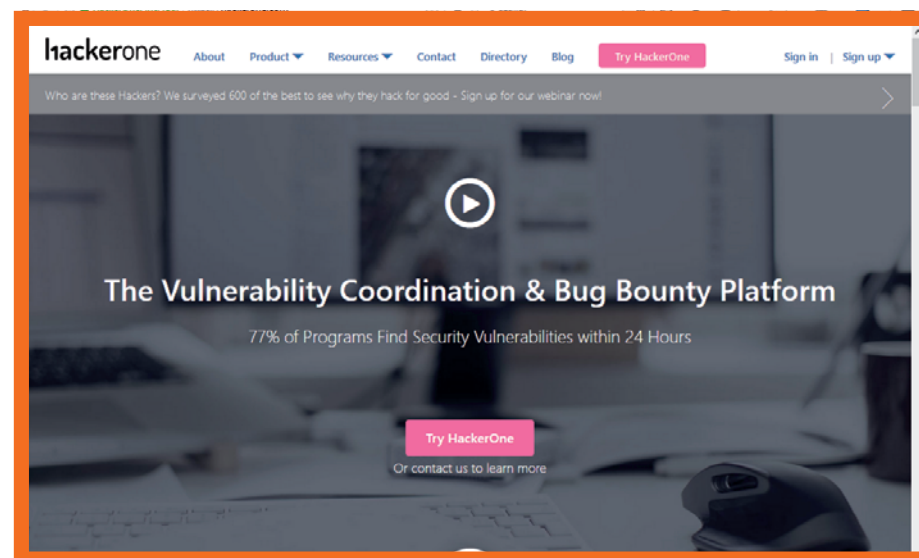 hackerone About Product Resources Contact Directory Blog Try HackerOne Sign in | Sign up
Who are these Hackers? We surveyed 600 of the best to see why they hack for good - Sign up for our webinar now!
The Vulnerability Coordination & Bug Bounty Platform
77% of Programs Find Security Vulnerabilities within 24 Hours
Try HackerOne
Or contact us to learn more